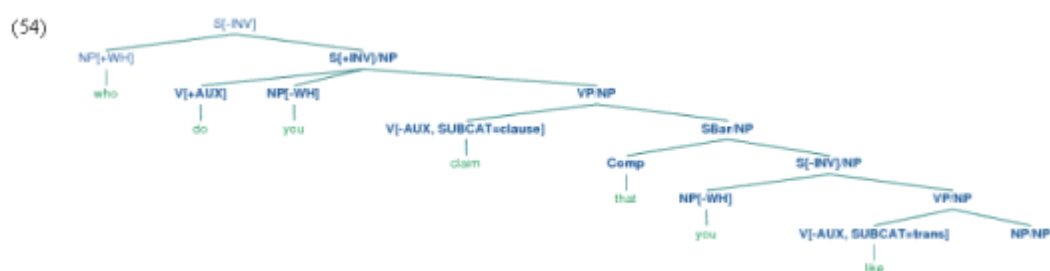 (54)
S[-INV]
NP[+WH] S[+INV]/NP
who V[+AUX] NP[-WH] VP/NP
do you V[-AUX, SUBCAT=clause] SBar/NP
claim Comp S[-INV]/NP
that NP[-WH] VP/NP
you V[-AUX, SUBCAT=trans] NP/NP
like